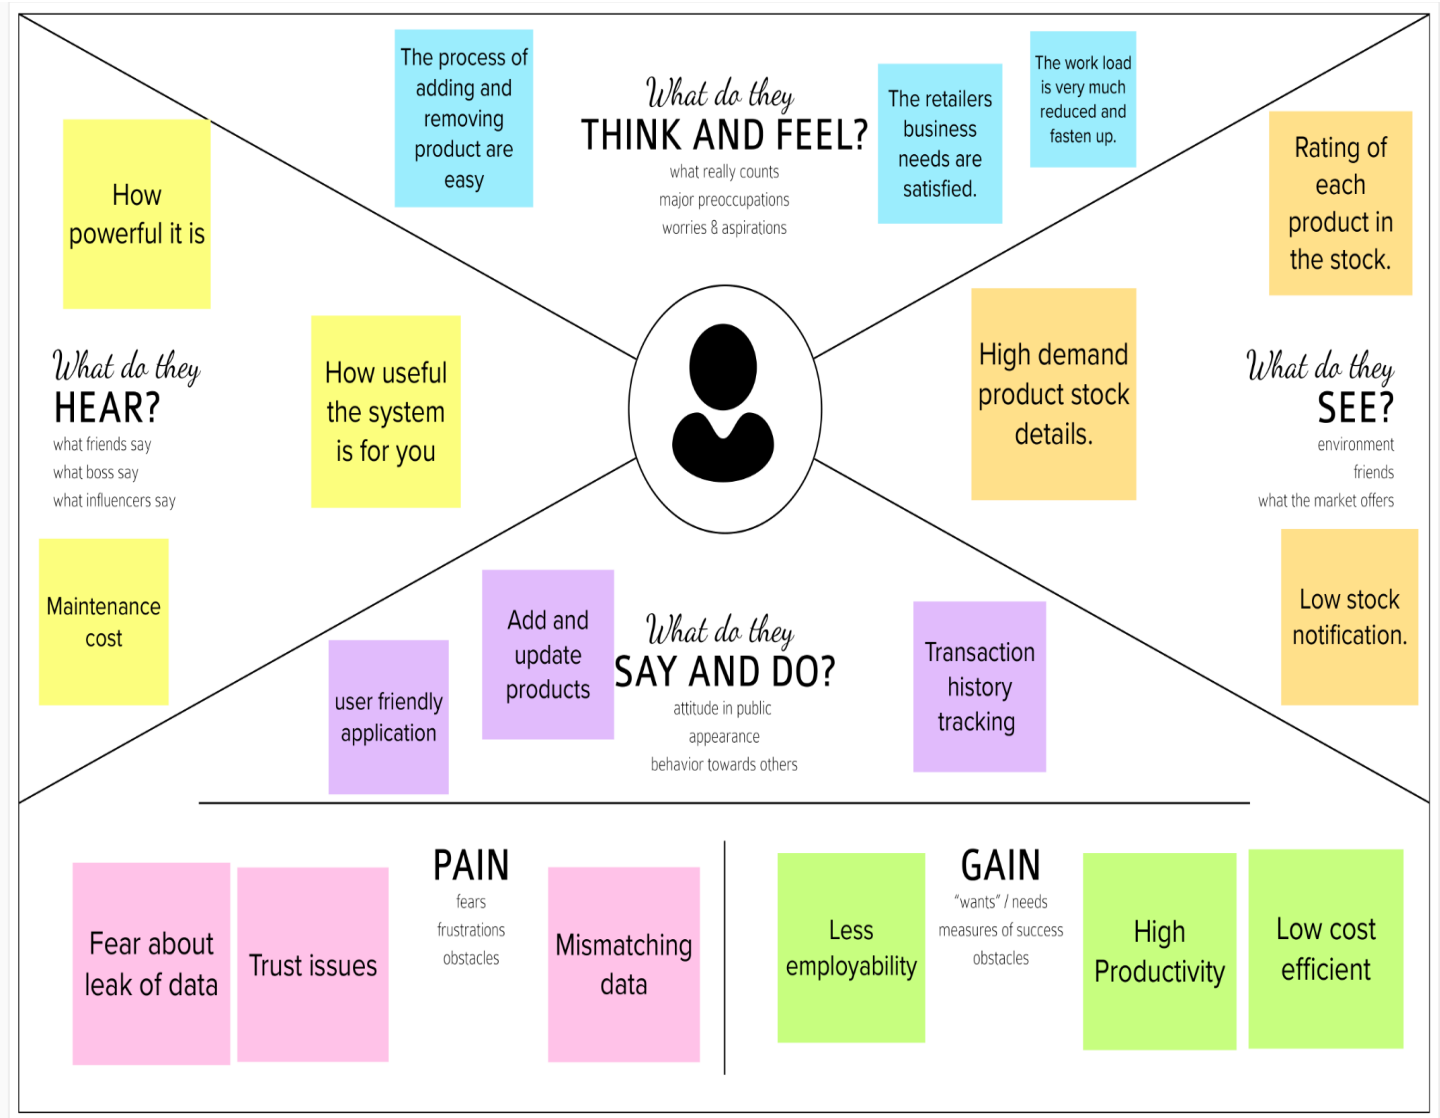 The process of
adding and
removing
product are
easy
What do they
THINK AND FEEL?
what really counts
major preoccupations
worries & aspirations
The retailers
business
needs are
satisfied.
The work load
is very much
reduced and
fasten up.
How
powerful it is
How useful
the system
is for you
What do they
HEAR?
what friends say
what boss say
what influencers say
Maintenance
cost
Rating of
each
product in
the stock.
High demand
product stock
details.
What do they
SEE?
environment
friends
what the market offers
Low stock
notification.
user friendly
application
Add and
update
products
What do they
SAY AND DO?
attitude in public
appearance
behavior towards others
Transaction
history
tracking
Fear about
leak of data
Trust issues
PAIN
fears
frustrations
obstacles
Mismatching
data
Less
employability
GAIN
"wants" / needs
measures of success
obstacles
High
Productivity
Low cost
efficient